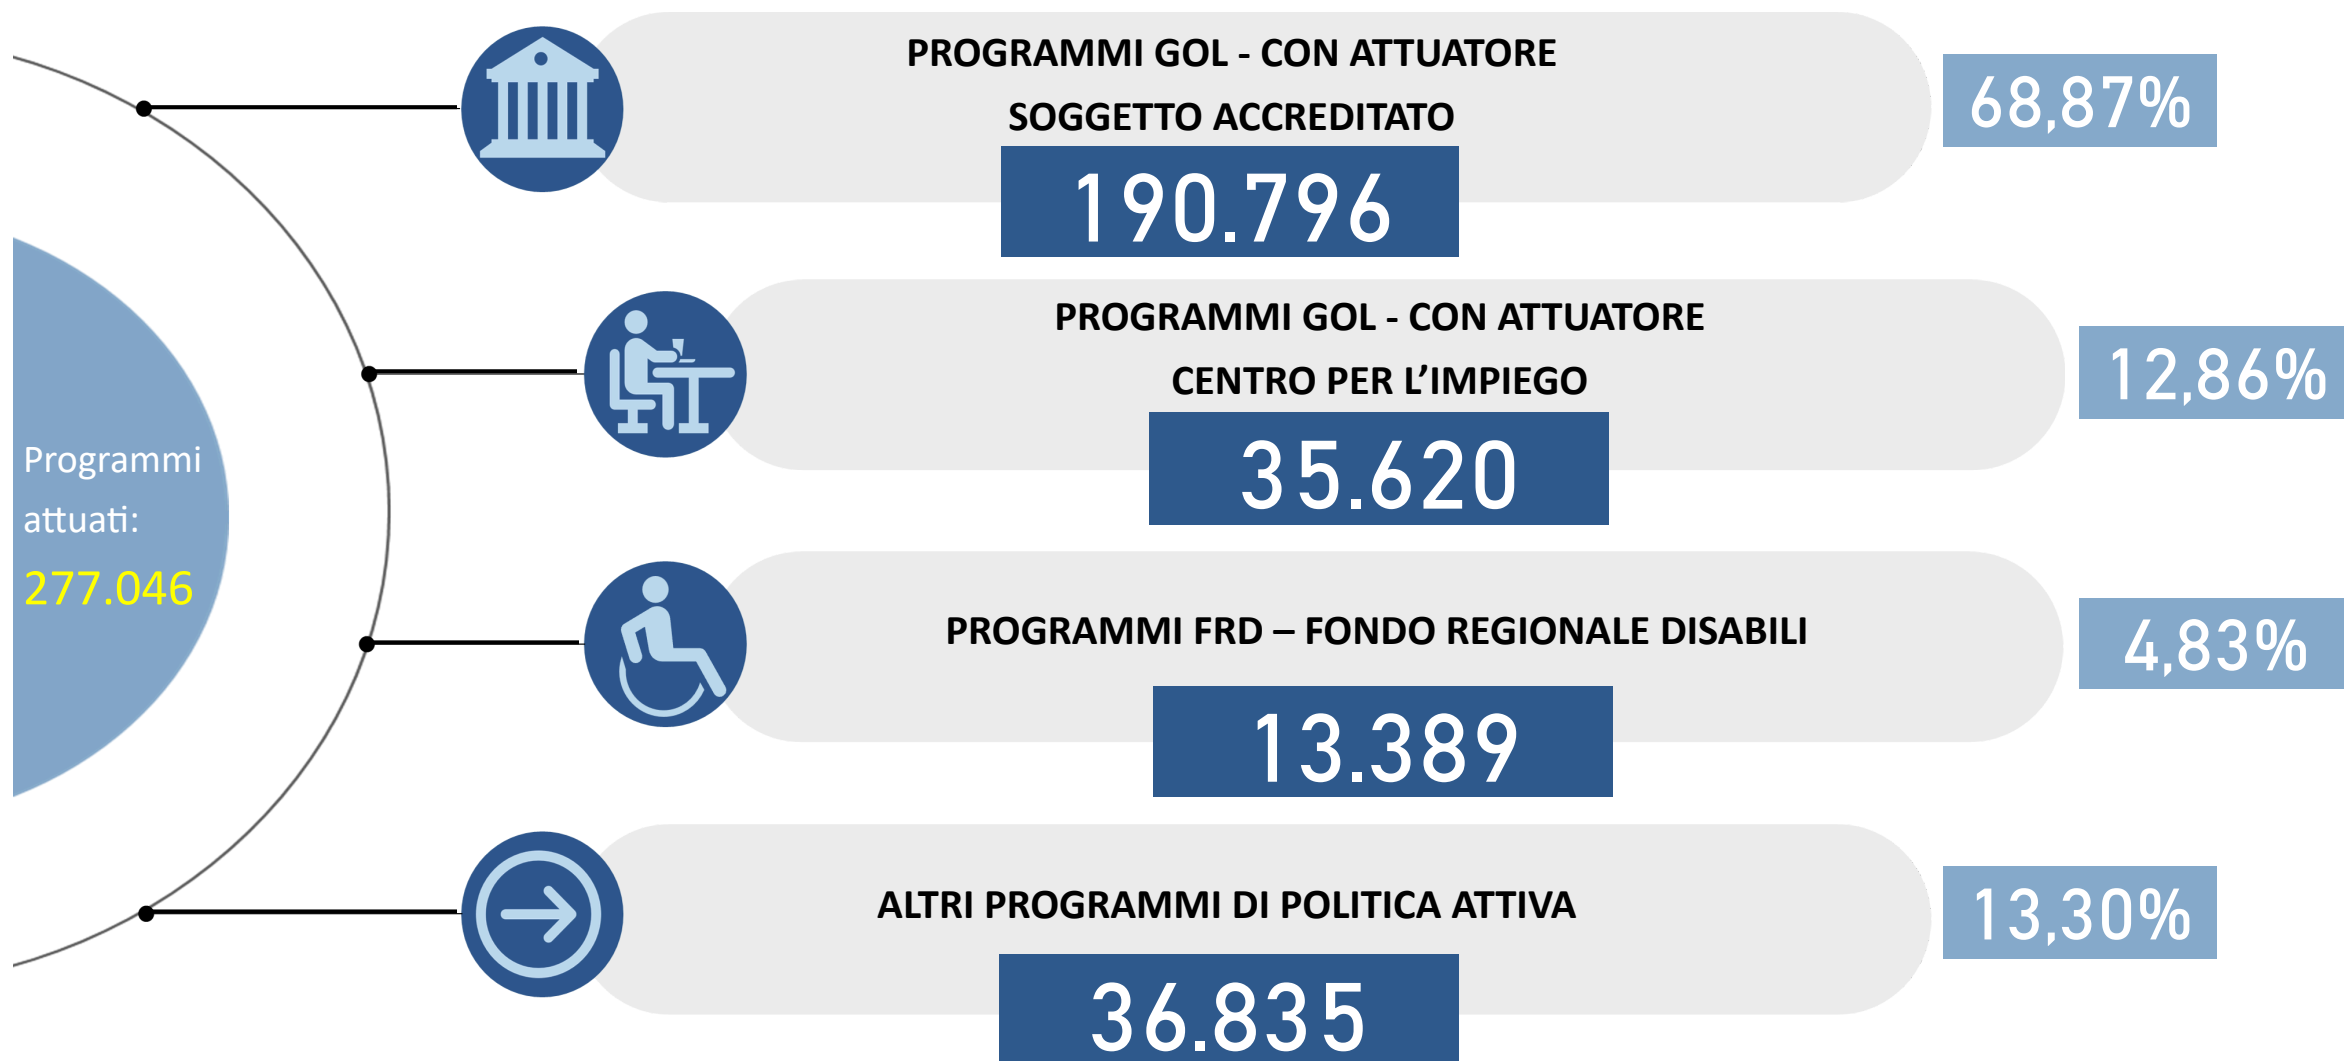 PROGRAMMI GOL - CON ATTUATORE
SOGGETTO ACCREDITATO
190.796
68,87%
PROGRAMMI GOL - CON ATTUATORE
CENTRO PER L’IMPIEGO
35.620
12,86%
Programmi
attuati:
277.046
PROGRAMMI FRD – FONDO REGIONALE DISABILI
13.389
4,83%
ALTRI PROGRAMMI DI POLITICA ATTIVA
36.835
13,30%